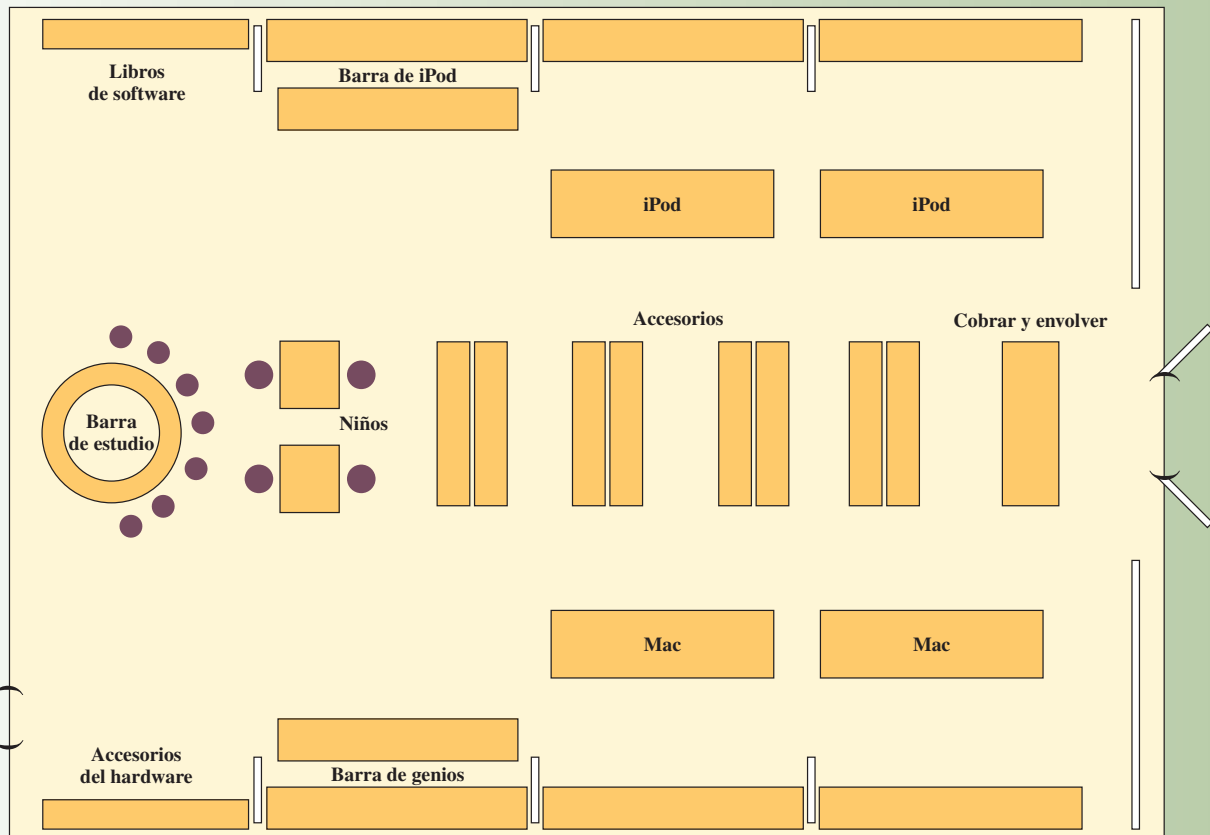 Libros
de software
Barra de iPod
iPod
iPod
Accesorios
Cobrar y envolver
Barra
de estudio
Niños
Mac
Mac
Accesorios
del hardware
Barra de genios